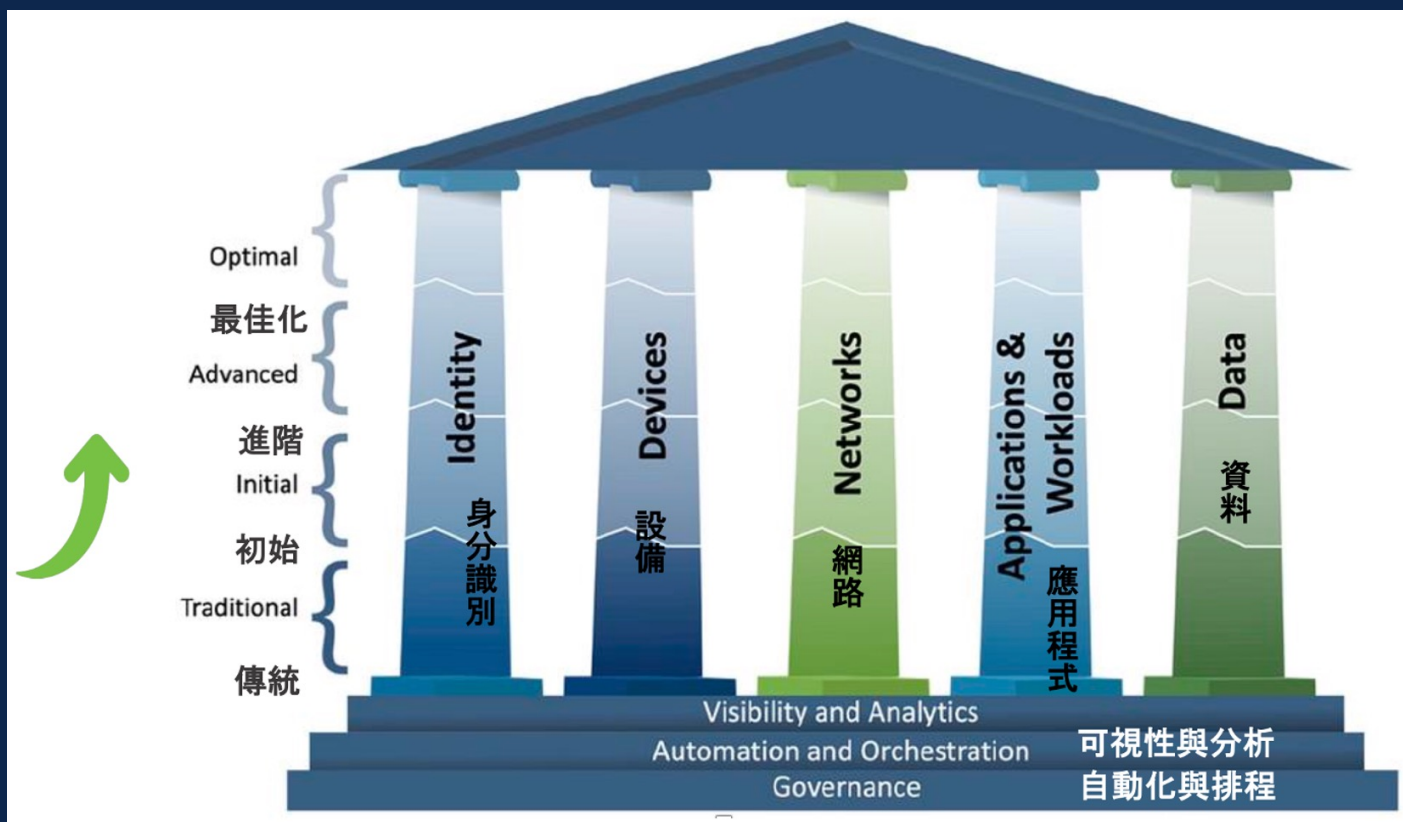 Optimal
最佳化
Advanced
進階
Initial
初始
Traditional
傳統
Identity
身分識別
Devices
設備
Networks
網路
Applications &
Workloads
應用程式
Data
資料
Visibility and Analytics
Automation and Orchestration
可視性與分析
Governance
自動化與排程